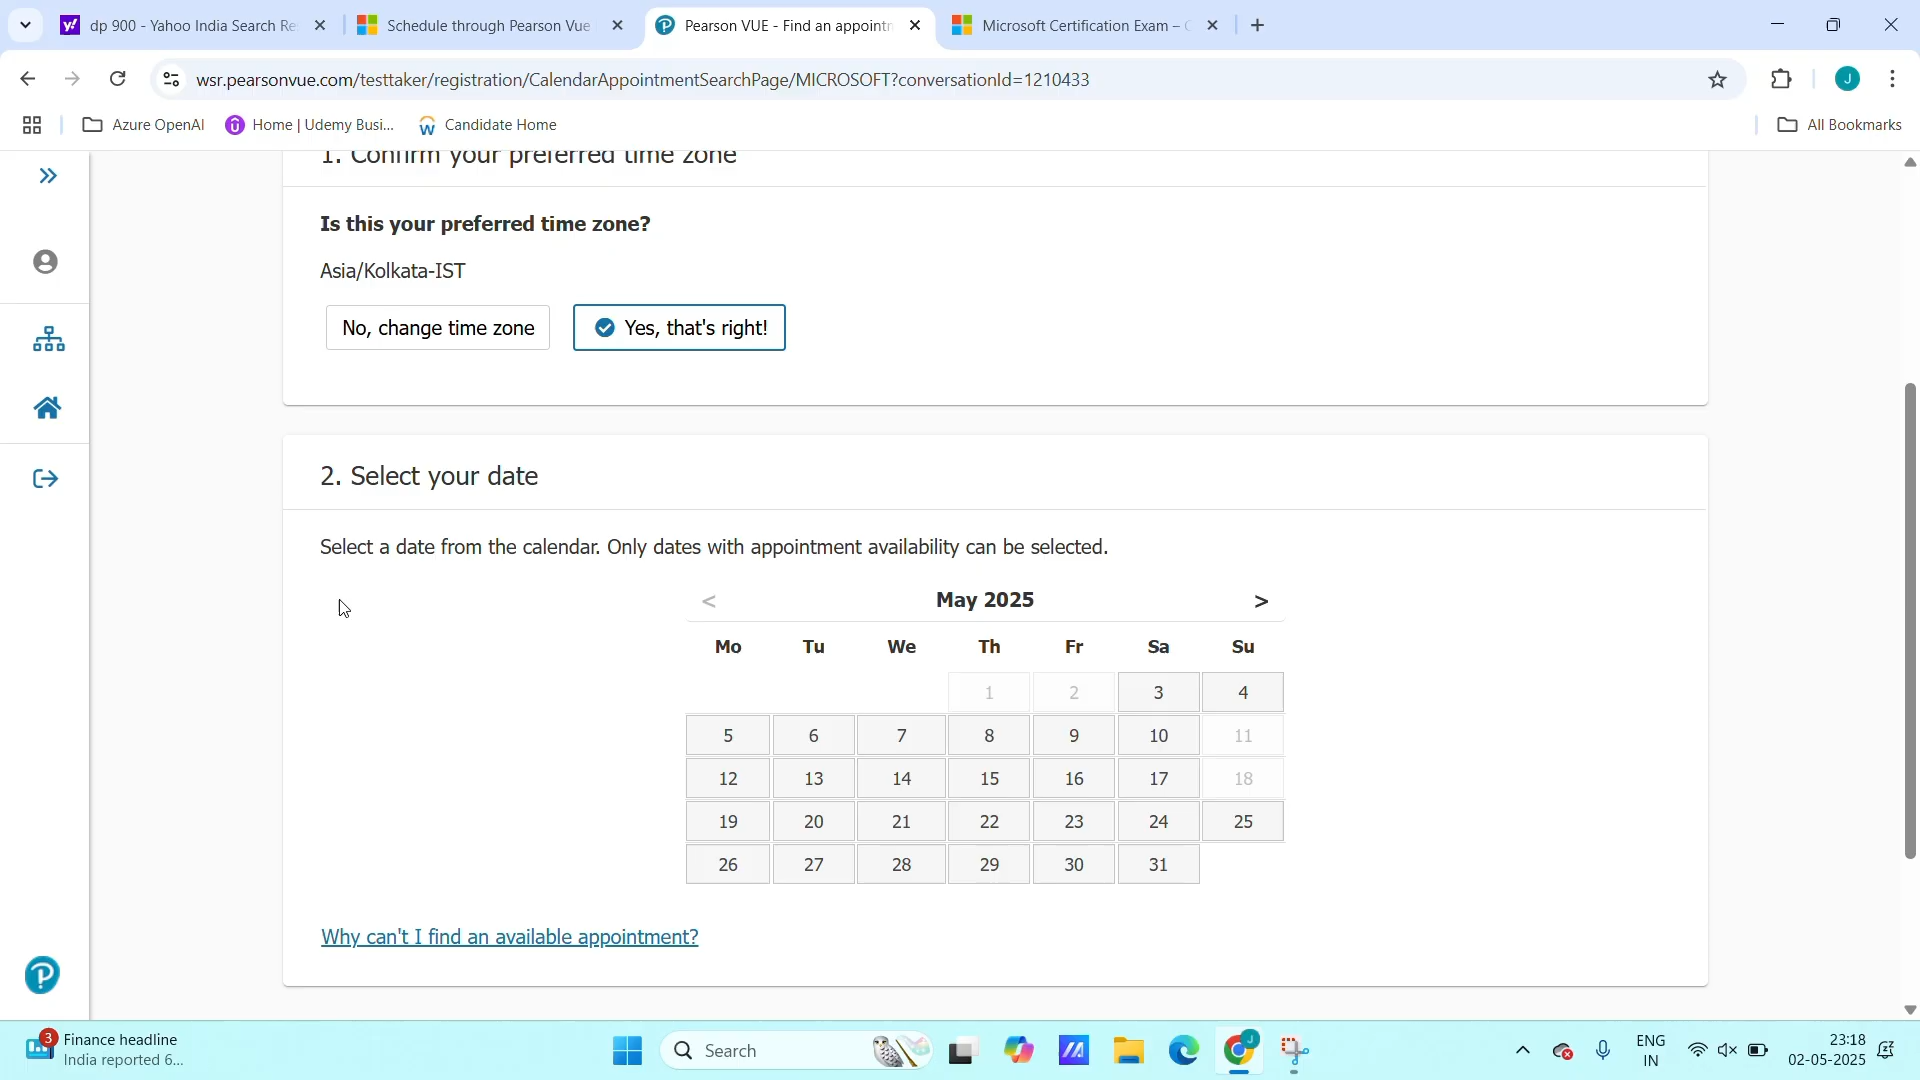 dp 900 - Yahoo India Search Re
Schedule through Pearson Vue
Pearson VUE - Find an appointn
Microsoft Certification Exam – C
wsr.pearsonvue.com/testtaker/registration/CalendarAppointmentSearchPage/MICROSOFT?conversationId=1210433
J
Azure OpenAI
Home | Udemy Busi...
Candidate Home
All Bookmarks
1. Confirm your preferred time zone
Is this your preferred time zone?
Asia/Kolkata-IST
No, change time zone
Yes, that's right!
2. Select your date
Select a date from the calendar. Only dates with appointment availability can be selected.
< May 2025 >
Mo Tu We Th Fr Sa Su
1 2 3 4
5 6 7 8 9 10 11
12 13 14 15 16 17 18
19 20 21 22 23 24 25
26 27 28 29 30 31
Why can't I find an available appointment?
3
Finance headline
India reported 6...
Search
J
ENG
IN
23:18
02-05-2025